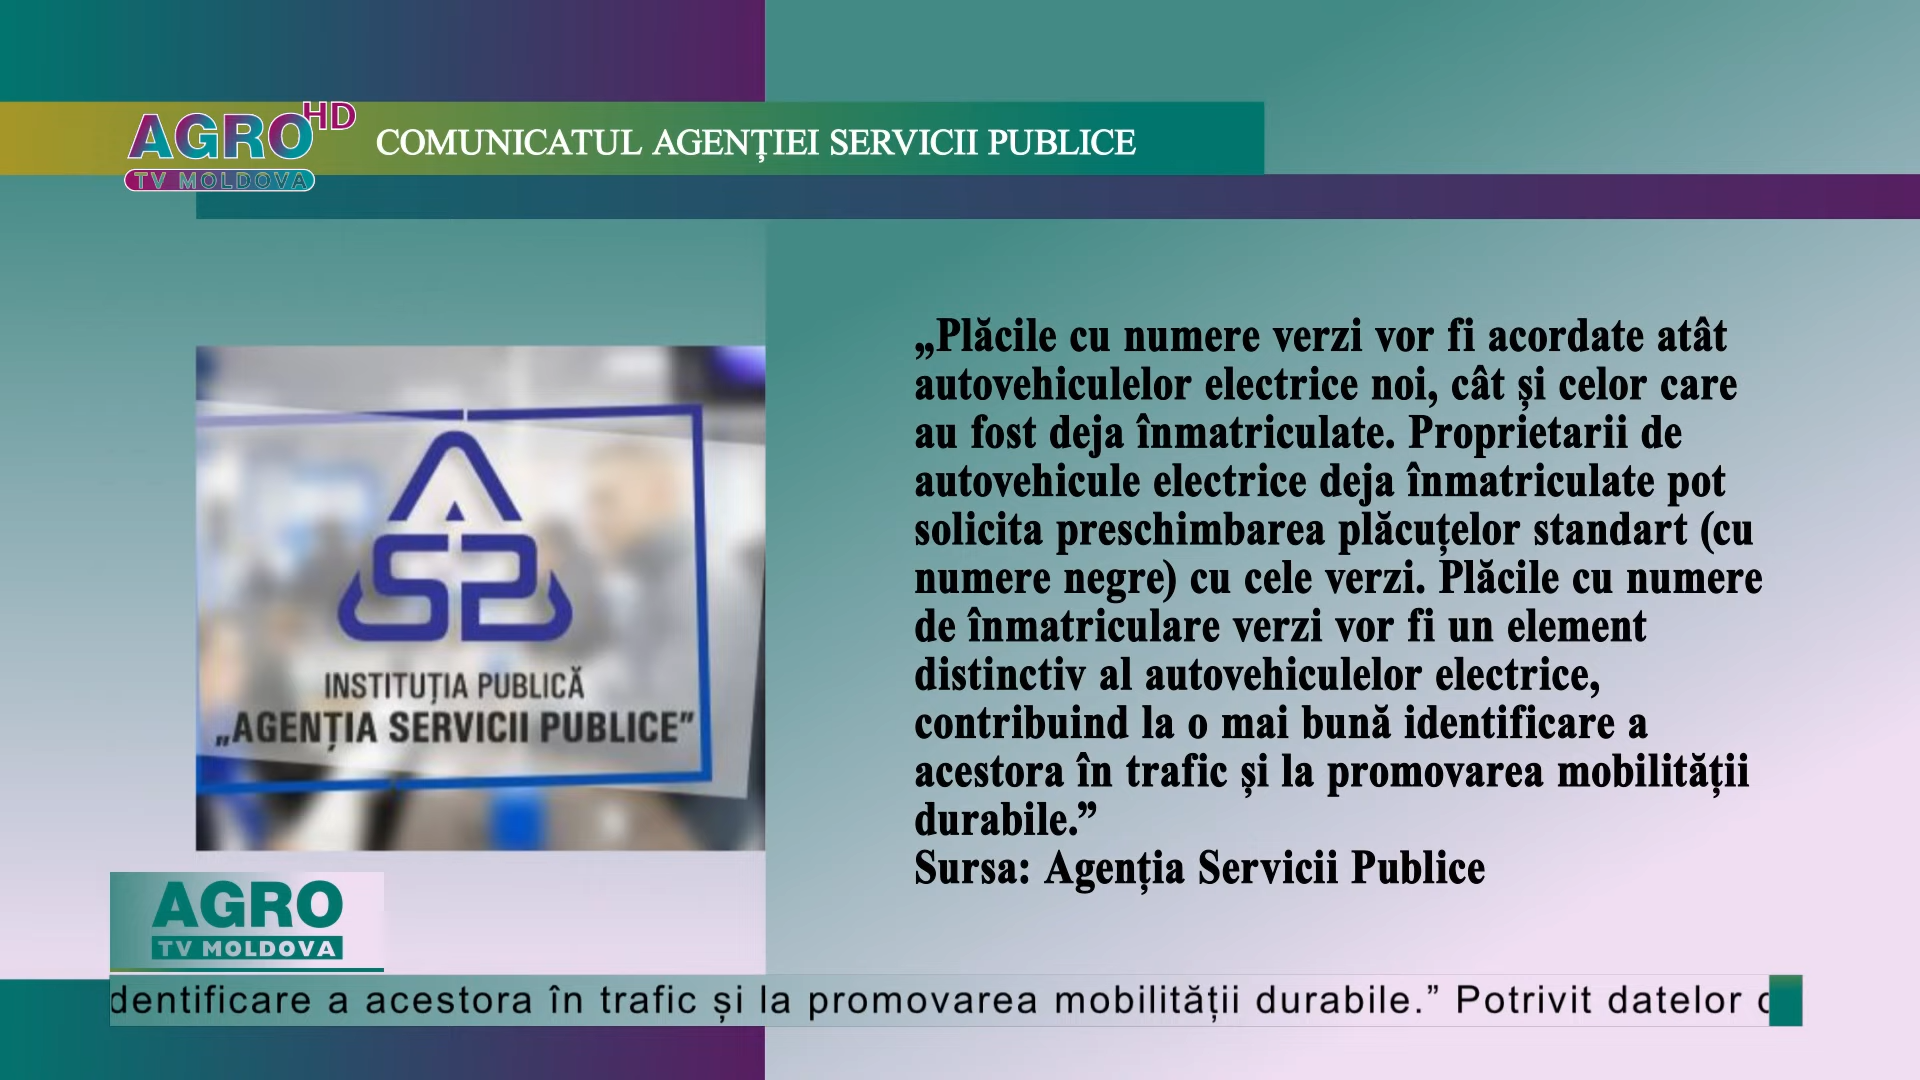 AGRO HD
TV MOLDOVA
COMUNICATUL AGENȚIEI SERVICII PUBLICE
„Plăcile cu numere verzi vor fi acordate atât
autovehiculelor electrice noi, cât și celor care
au fost deja înmatriculate. Proprietarii de
autovehicule electrice deja înmatriculate pot
solicita preschimbarea plăcuțelor standart (cu
numere negre) cu cele verzi. Plăcile cu numere
de înmatriculare verzi vor fi un element
distinctiv al autovehiculelor electrice,
contribuind la o mai bună identificare a
acestora în trafic și la promovarea mobilității
durabile.”
Sursa: Agenția Servicii Publice
ASP
INSTITUȚIA PUBLICĂ
„AGENȚIA SERVICII PUBLICE”
AGRO
TV MOLDOVA
dentificare a acestora în trafic și la promovarea mobilității durabile.” Potrivit datelor